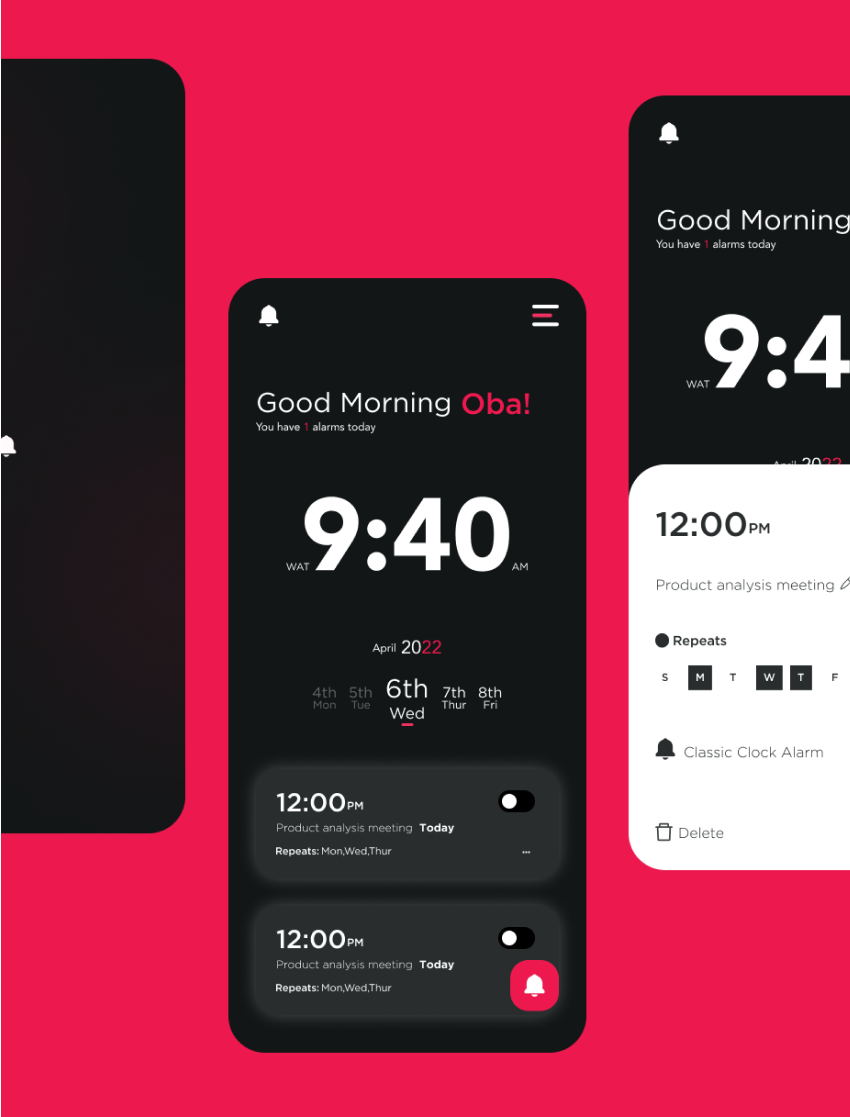 Good Morning Oba!
You have 1 alarms today
WAT 9:40 AM
April 2022
4th 5th 6th 7th 8th
Mon Tue Wed Thur Fri
12:00PM
Product analysis meeting Today
Repeats: Mon,Wed,Thur
...
12:00PM
Product analysis meeting Today
Repeats: Mon,Wed,Thur
Good Morning
You have 1 alarms today
WAT 9:4
April 2022
12:00PM
Product analysis meeting
Repeats
S M T W T F
Classic Clock Alarm
Delete